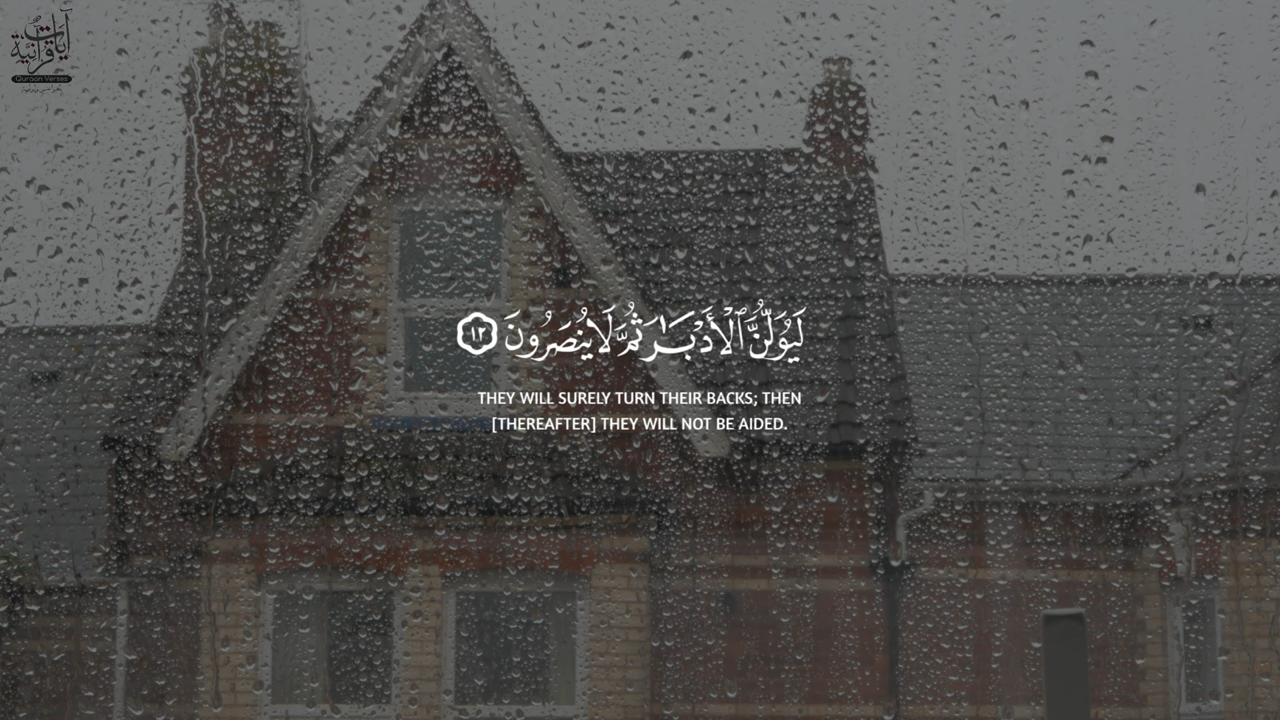 آيات قرآنية
Quraan Verses
لَيُوَلُّنَّ ٱلْأَدْبَـٰرَ ثُمَّ لَا يُنصَرُونَ ١٢
THEY WILL SURELY TURN THEIR BACKS; THEN
[THEREAFTER] THEY WILL NOT BE AIDED.